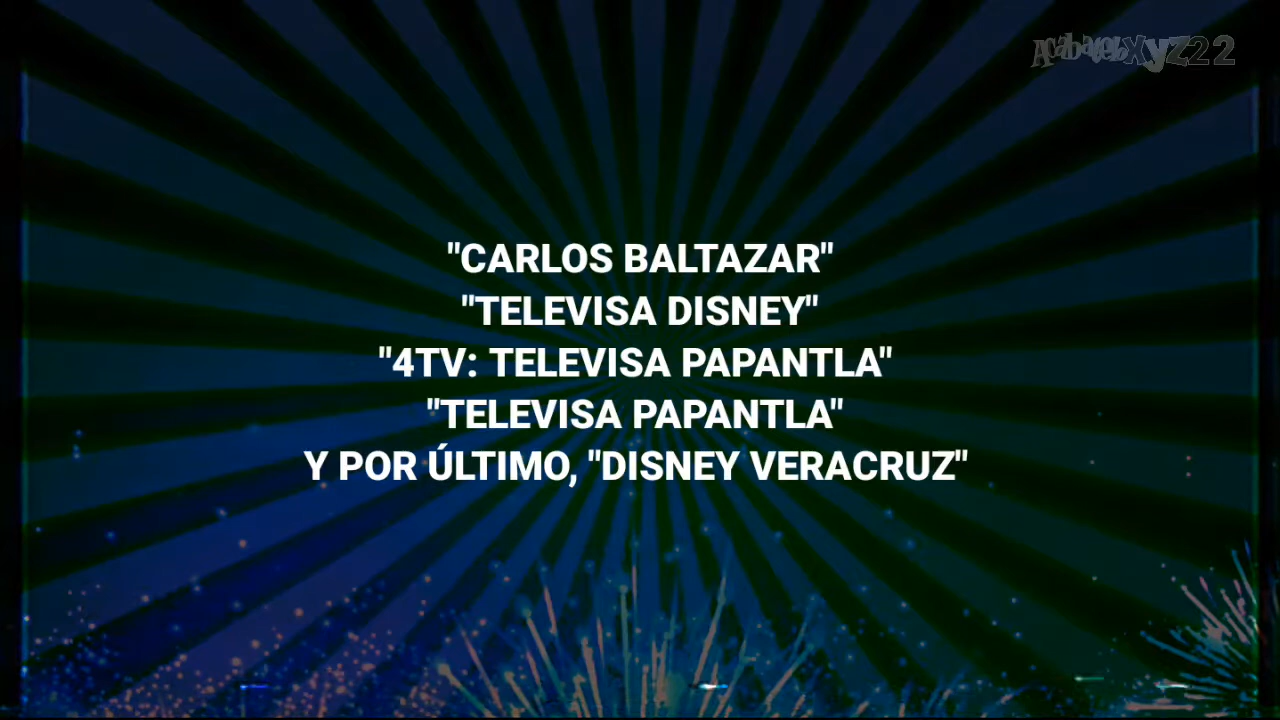 "CARLOS BALTAZAR"
"TELEVISA DISNEY"
"4TV: TELEVISA PAPANTLA"
"TELEVISA PAPANTLA"
Y POR ÚLTIMO, "DISNEY VERACRUZ"